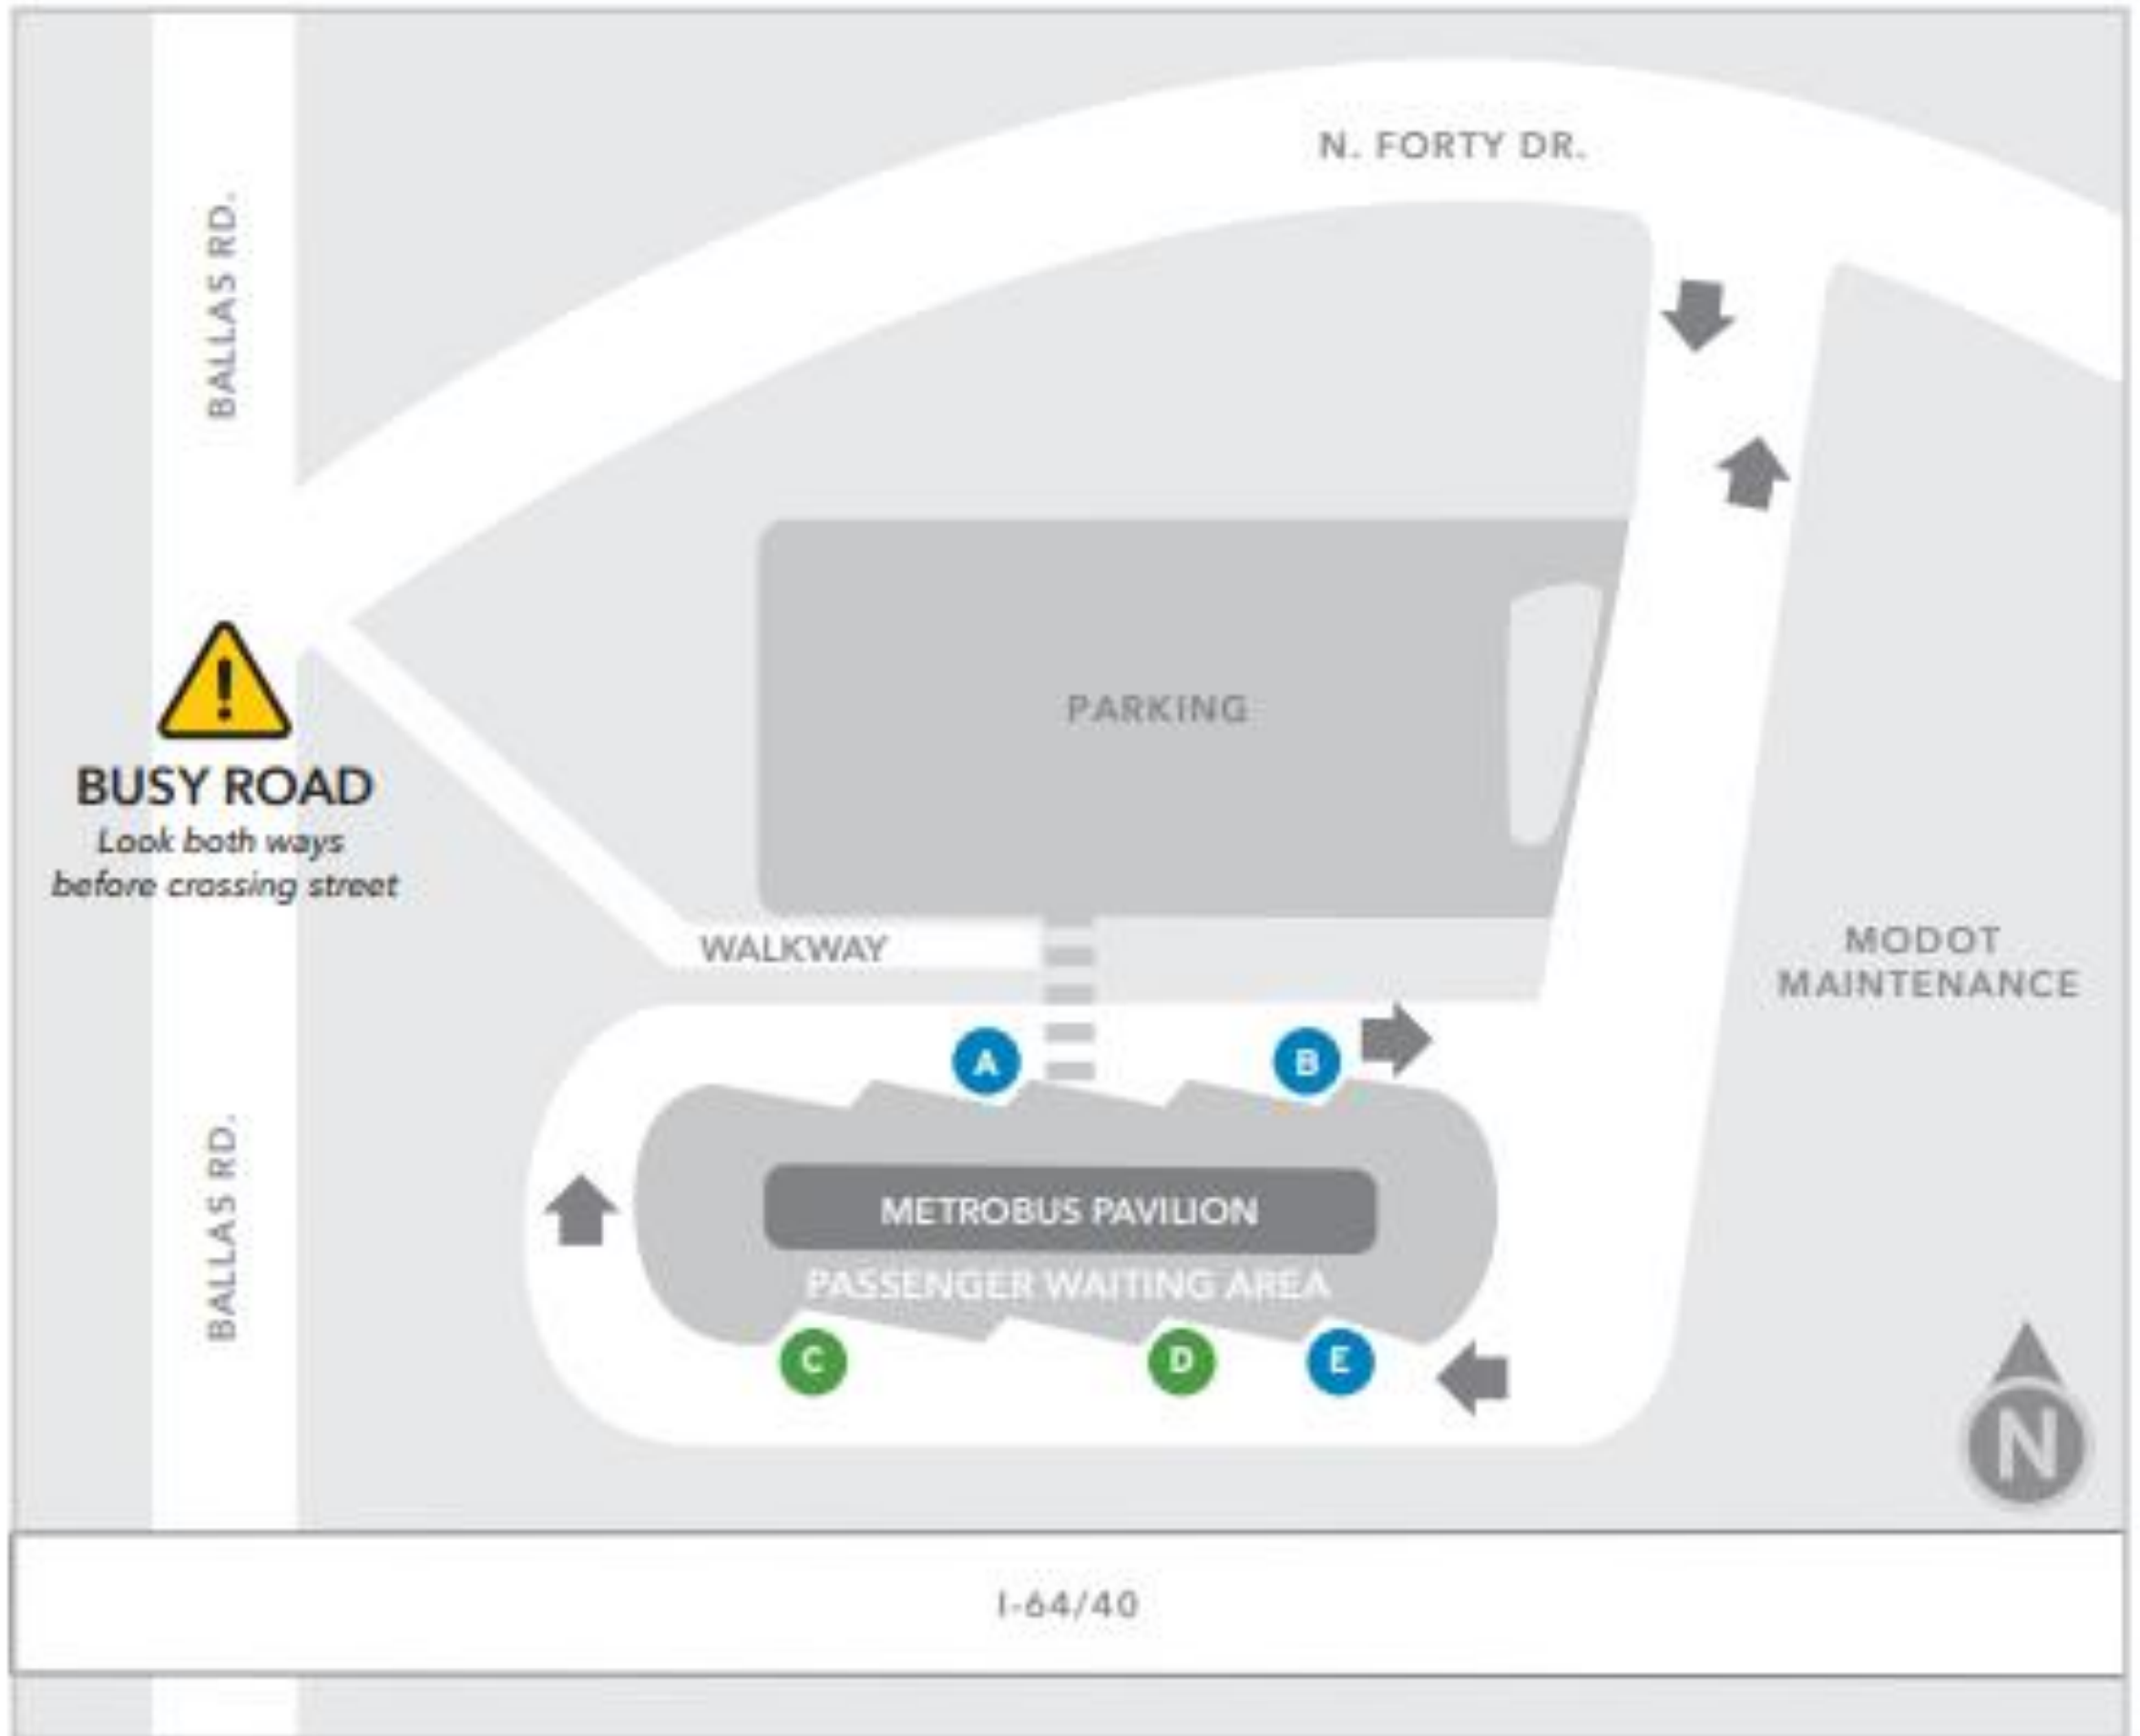 N. FORTY DR.
BALLAS RD.
PARKING
BUSY ROAD
Look both ways
before crossing street
WALKWAY
MODOT
MAINTENANCE
A
B
METROBUS PAVILION
PASSENGER WAITING AREA
BALLAS RD.
C
D
E
N
I-64/40